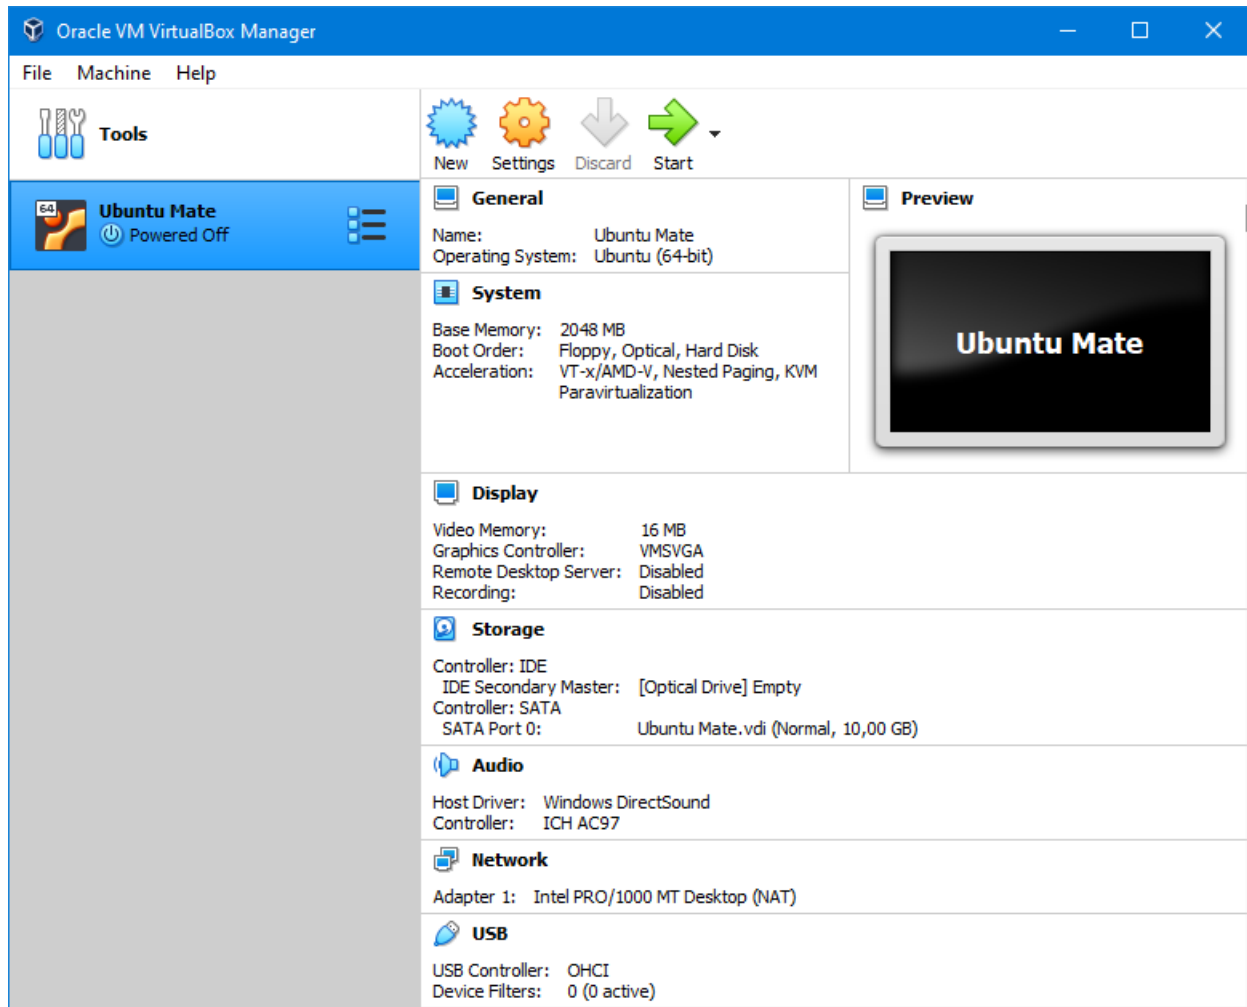 Oracle VM VirtualBox Manager
File Machine Help
Tools
New Settings Discard Start
64
Ubuntu Mate
Powered Off
General
Name: Ubuntu Mate
Operating System: Ubuntu (64-bit)
Preview
Ubuntu Mate
System
Base Memory: 2048 MB
Boot Order: Floppy, Optical, Hard Disk
Acceleration: VT-x/AMD-V, Nested Paging, KVM
Paravirtualization
Display
Video Memory: 16 MB
Graphics Controller: VMSVGA
Remote Desktop Server: Disabled
Recording: Disabled
Storage
Controller: IDE
IDE Secondary Master: [Optical Drive] Empty
Controller: SATA
SATA Port 0: Ubuntu Mate.vdi (Normal, 10,00 GB)
Audio
Host Driver: Windows DirectSound
Controller: ICH AC97
Network
Adapter 1: Intel PRO/1000 MT Desktop (NAT)
USB
USB Controller: OHCI
Device Filters: 0 (0 active)